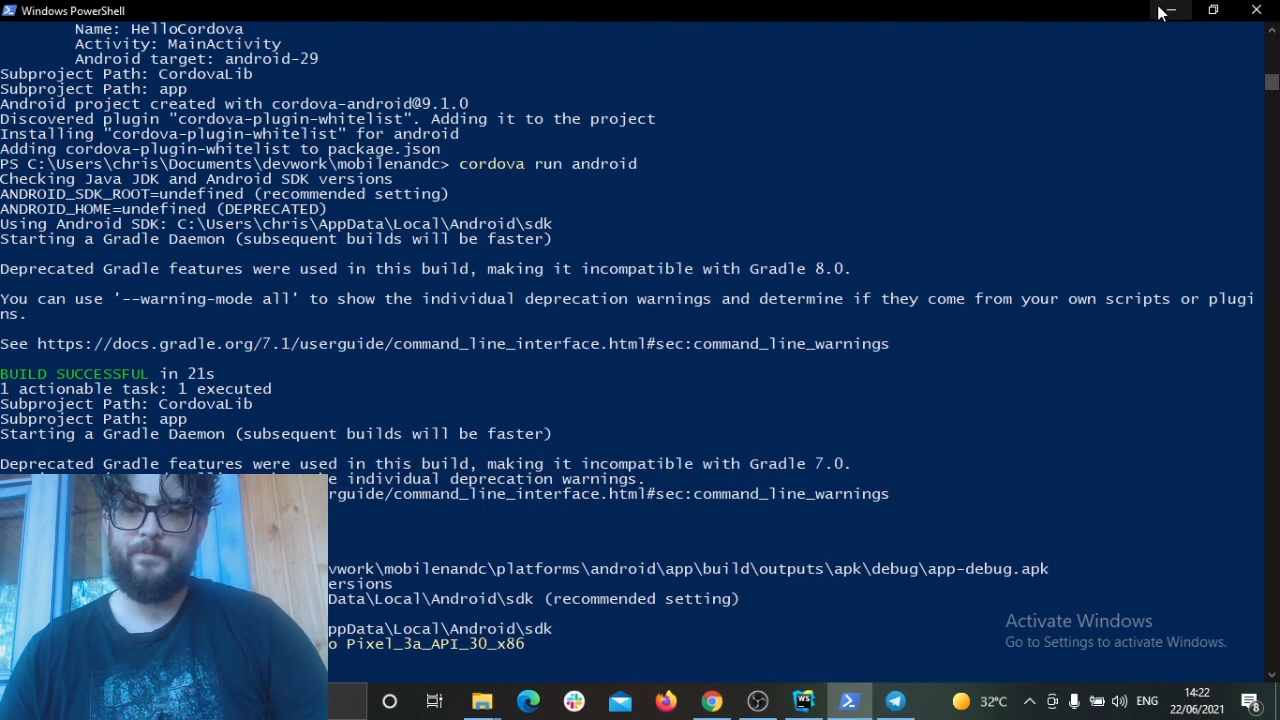 Windows PowerShell
Name: HelloCordova
Activity: MainActivity
Android target: android-29
Subproject Path: CordovaLib
Subproject Path: app
Android project created with cordova-android@9.1.0
Discovered plugin "cordova-plugin-whitelist". Adding it to the project
Installing "cordova-plugin-whitelist" for android
Adding cordova-plugin-whitelist to package.json
PS C:\Users\chris\Documents\devwork\mobilenandc> cordova run android
Checking Java JDK and Android SDK versions
ANDROID_SDK_ROOT=undefined (recommended setting)
ANDROID_HOME=undefined (DEPRECATED)
Using Android SDK: C:\Users\chris\AppData\Local\Android\sdk
Starting a Gradle Daemon (subsequent builds will be faster)
Deprecated Gradle features were used in this build, making it incompatible with Gradle 8.0.
You can use '--warning-mode all' to show the individual deprecation warnings and determine if they come from your own scripts or plugi
ns.
See https://docs.gradle.org/7.1/userguide/command_line_interface.html#sec:command_line_warnings
BUILD SUCCESSFUL in 21s
1 actionable task: 1 executed
Subproject Path: CordovaLib
Subproject Path: app
Starting a Gradle Daemon (subsequent builds will be faster)
Deprecated Gradle features were used in this build, making it incompatible with Gradle 7.0.
individual deprecation warnings.
rguide/command_line_interface.html#sec:command_line_warnings
vwork\mobilenandc\platforms\android\app\build\outputs\apk\debug\app-debug.apk
ersions
Data\Local\Android\sdk (recommended setting)
ppData\Local\Android\sdk
o Pixel_3a_API_30_x86
Activate Windows
Go to Settings to activate Windows.
32°C
ENG
14:22
22/06/2021
8